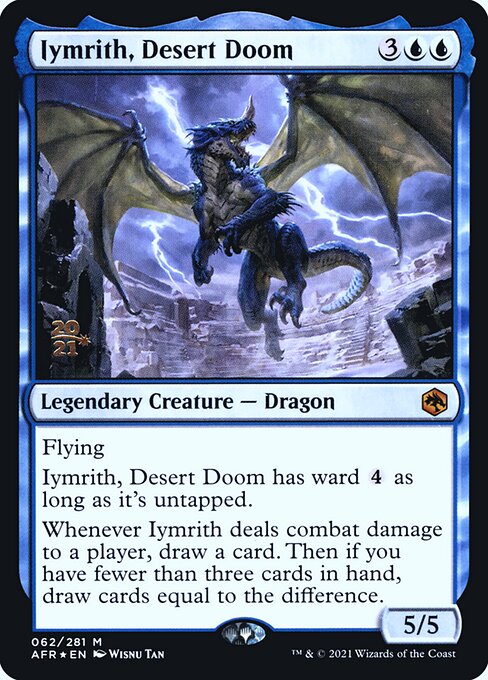 Iymrith, Desert Doom 3
20
21
Legendary Creature — Dragon
Flying
Iymrith, Desert Doom has ward 4 as
long as it's untapped.
Whenever Iymrith deals combat damage
to a player, draw a card. Then if you
have fewer than three cards in hand,
draw cards equal to the difference.
5/5
062/281 M
AFR ★ EN Wisnu Tan
™ & © 2021 Wizards of the Coast